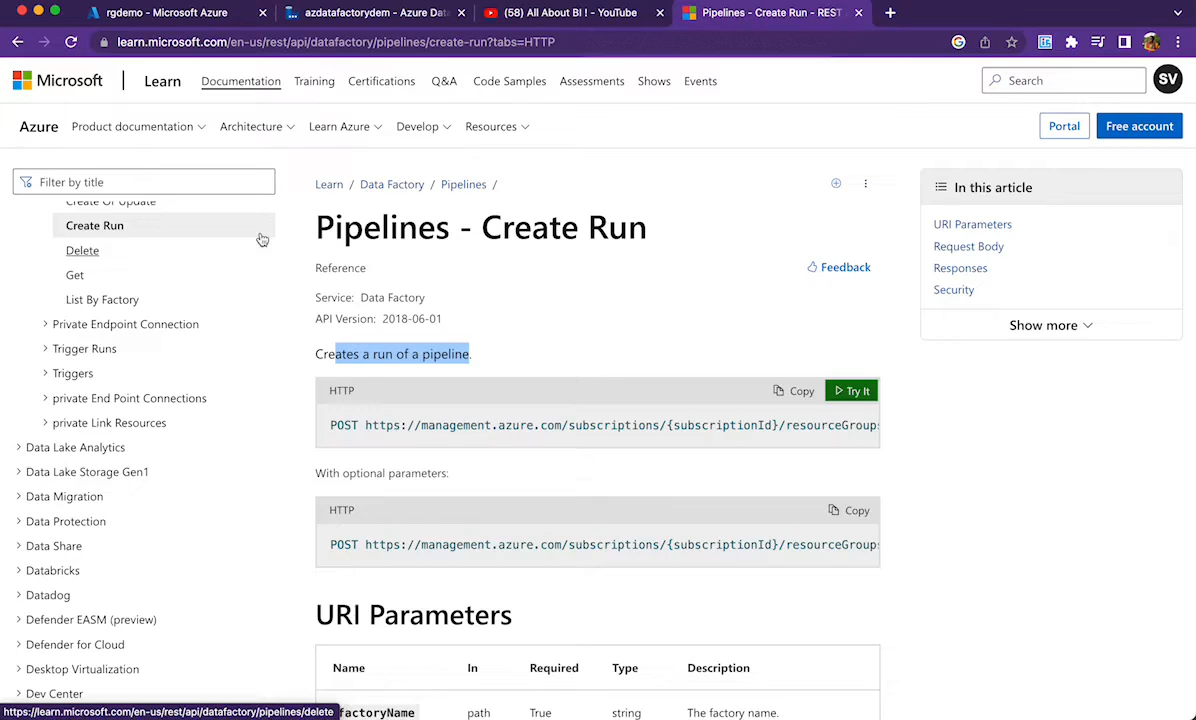 rgdemo - Microsoft Azure
azdatafactorydem - Azure Data
(58) All About BI ! - YouTube
Pipelines - Create Run - REST
learn.microsoft.com/en-us/rest/api/datafactory/pipelines/create-run?tabs=HTTP
Microsoft
Learn
Documentation
Training
Certifications
Q&A
Code Samples
Assessments
Shows
Events
Search
SV
Azure
Product documentation
Architecture
Learn Azure
Develop
Resources
Portal
Free account
Filter by title
Create Or Update
Create Run
Delete
Get
List By Factory
Private Endpoint Connection
Trigger Runs
Triggers
private End Point Connections
private Link Resources
Data Lake Analytics
Data Lake Storage Gen1
Data Migration
Data Protection
Data Share
Databricks
Datadog
Defender EASM (preview)
Defender for Cloud
Desktop Virtualization
Dev Center
https://learn.microsoft.com/en-us/rest/api/datafactory/pipelines/delete
Learn / Data Factory / Pipelines /
Pipelines - Create Run
Reference
Feedback
Service: Data Factory
API Version: 2018-06-01
Creates a run of a pipeline.
HTTP
Copy
Try It
POST https://management.azure.com/subscriptions/{subscriptionId}/resourceGroups
With optional parameters:
HTTP
Copy
POST https://management.azure.com/subscriptions/{subscriptionId}/resourceGroups
URI Parameters
Name In Required Type Description
factoryName path True string The factory name.
In this article
URI Parameters
Request Body
Responses
Security
Show more